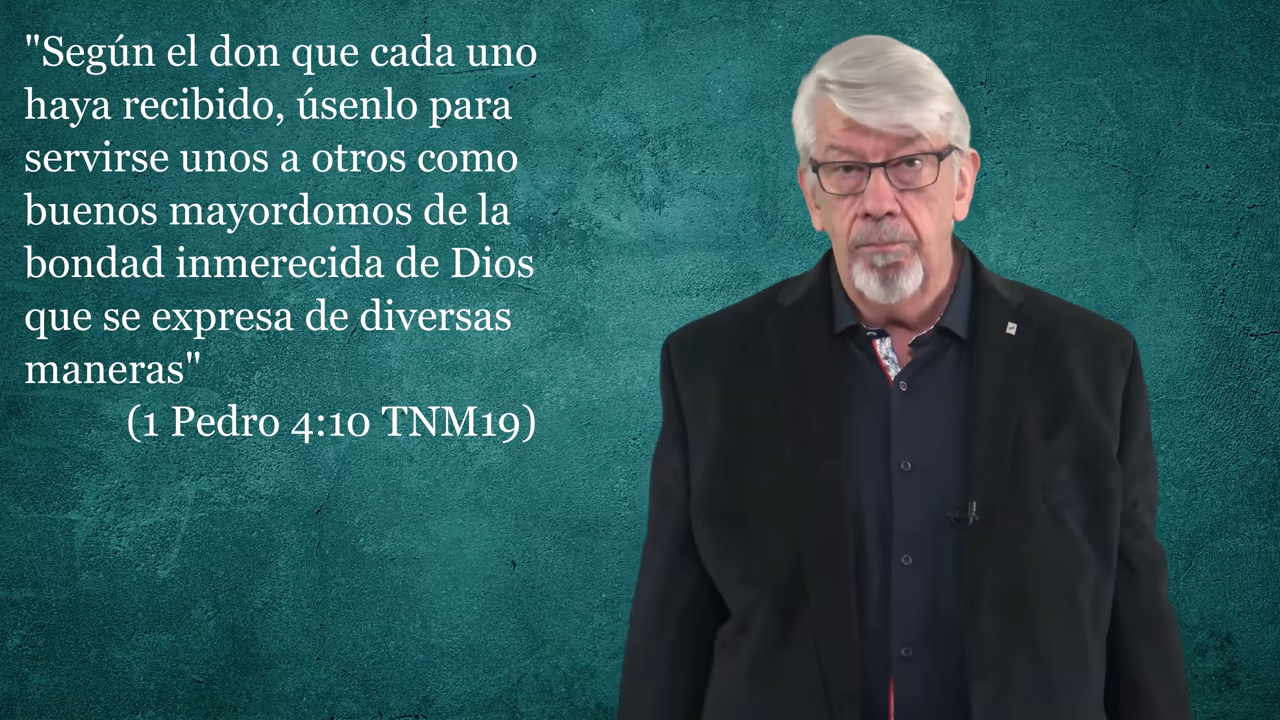 "Según el don que cada uno
haya recibido, úsenlo para
servirse unos a otros como
buenos mayordomos de la
bondad inmerecida de Dios
que se expresa de diversas
maneras"
(1 Pedro 4:10 TNM19)